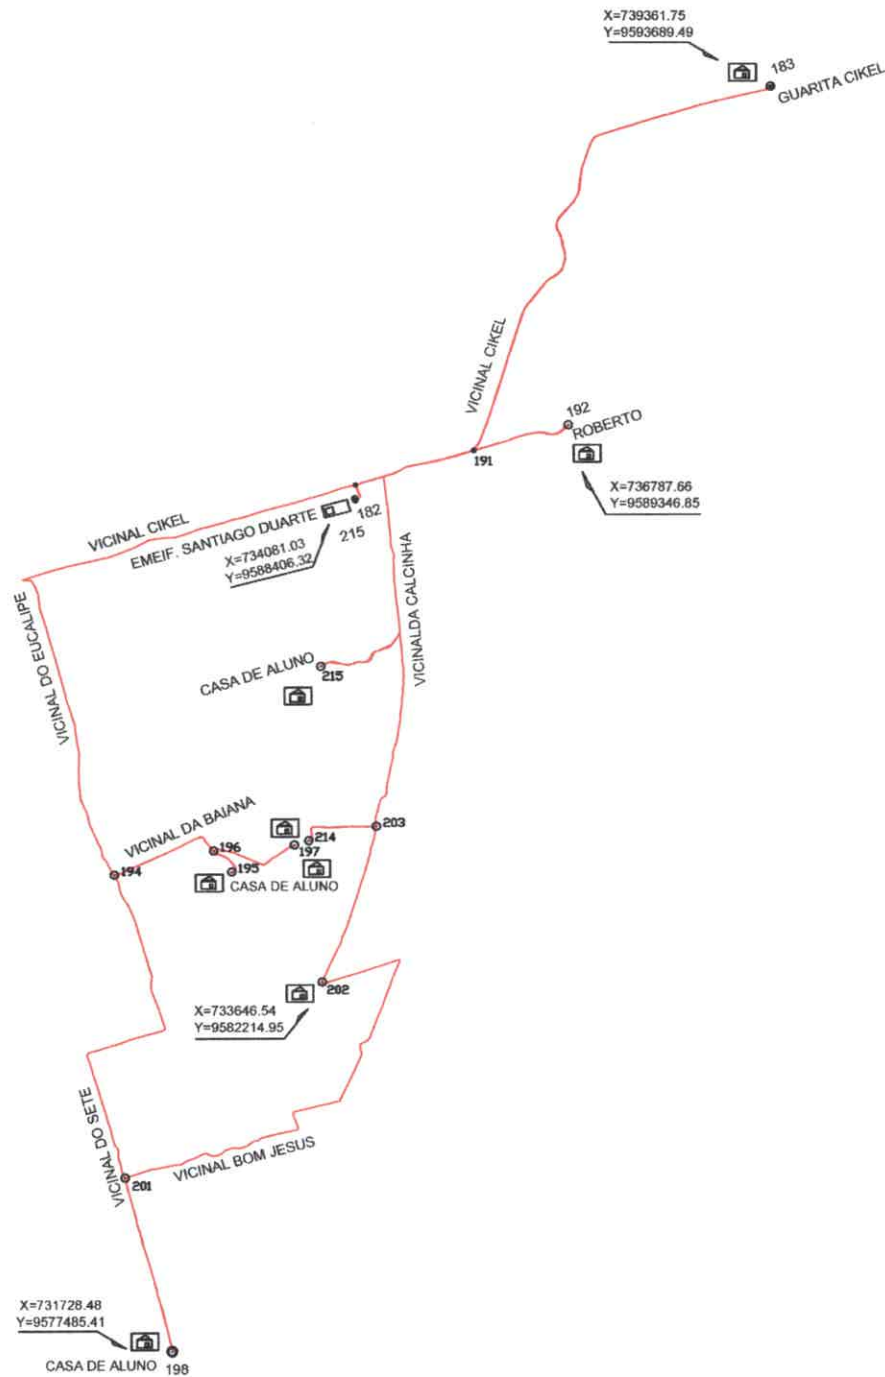 X=739361.75
Y=9593689.49
183
GUARITA CIKEL
VICINAL CIKEL
192
ROBERTO
191
X=736787.66
Y=9589346.85
VICINAL CIKEL
EMEIF. SANTIAGO DUARTE
182
215
X=734081.03
Y=9588406.32
VICINAL DO EUCALIPE
VICINALDA CALCINHA
CASA DE ALUNO
215
VICINAL DA BAIANA
203
214
196
197
194
195
CASA DE ALUNO
202
X=733646.54
Y=9582214.95
VICINAL DO SETE
VICINAL BOM JESUS
201
X=731728.48
Y=9577485.41
CASA DE ALUNO
198